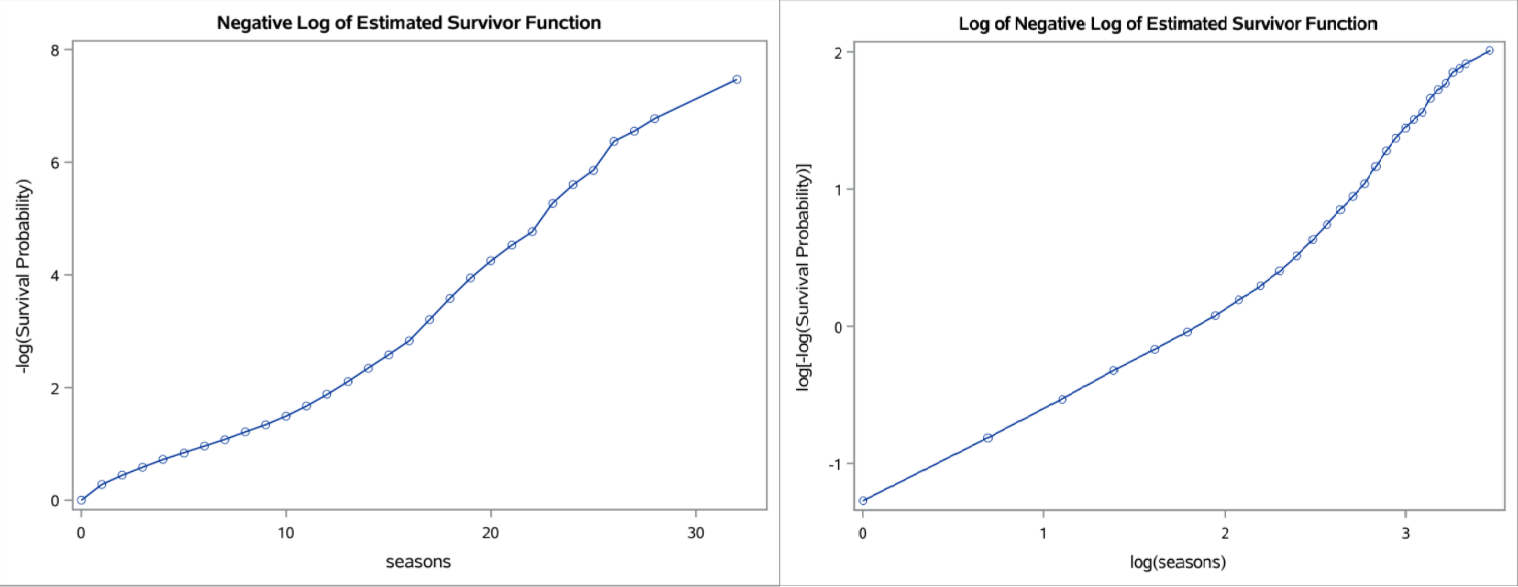 Negative Log of Estimated Survivor Function
8
6
4
2
0
-log(Survival Probability)
0 10 20 30
seasons
Log of Negative Log of Estimated Survivor Function
2
1
0
-1
log[-log(Survival Probability)]
0 1 2 3
log(seasons)